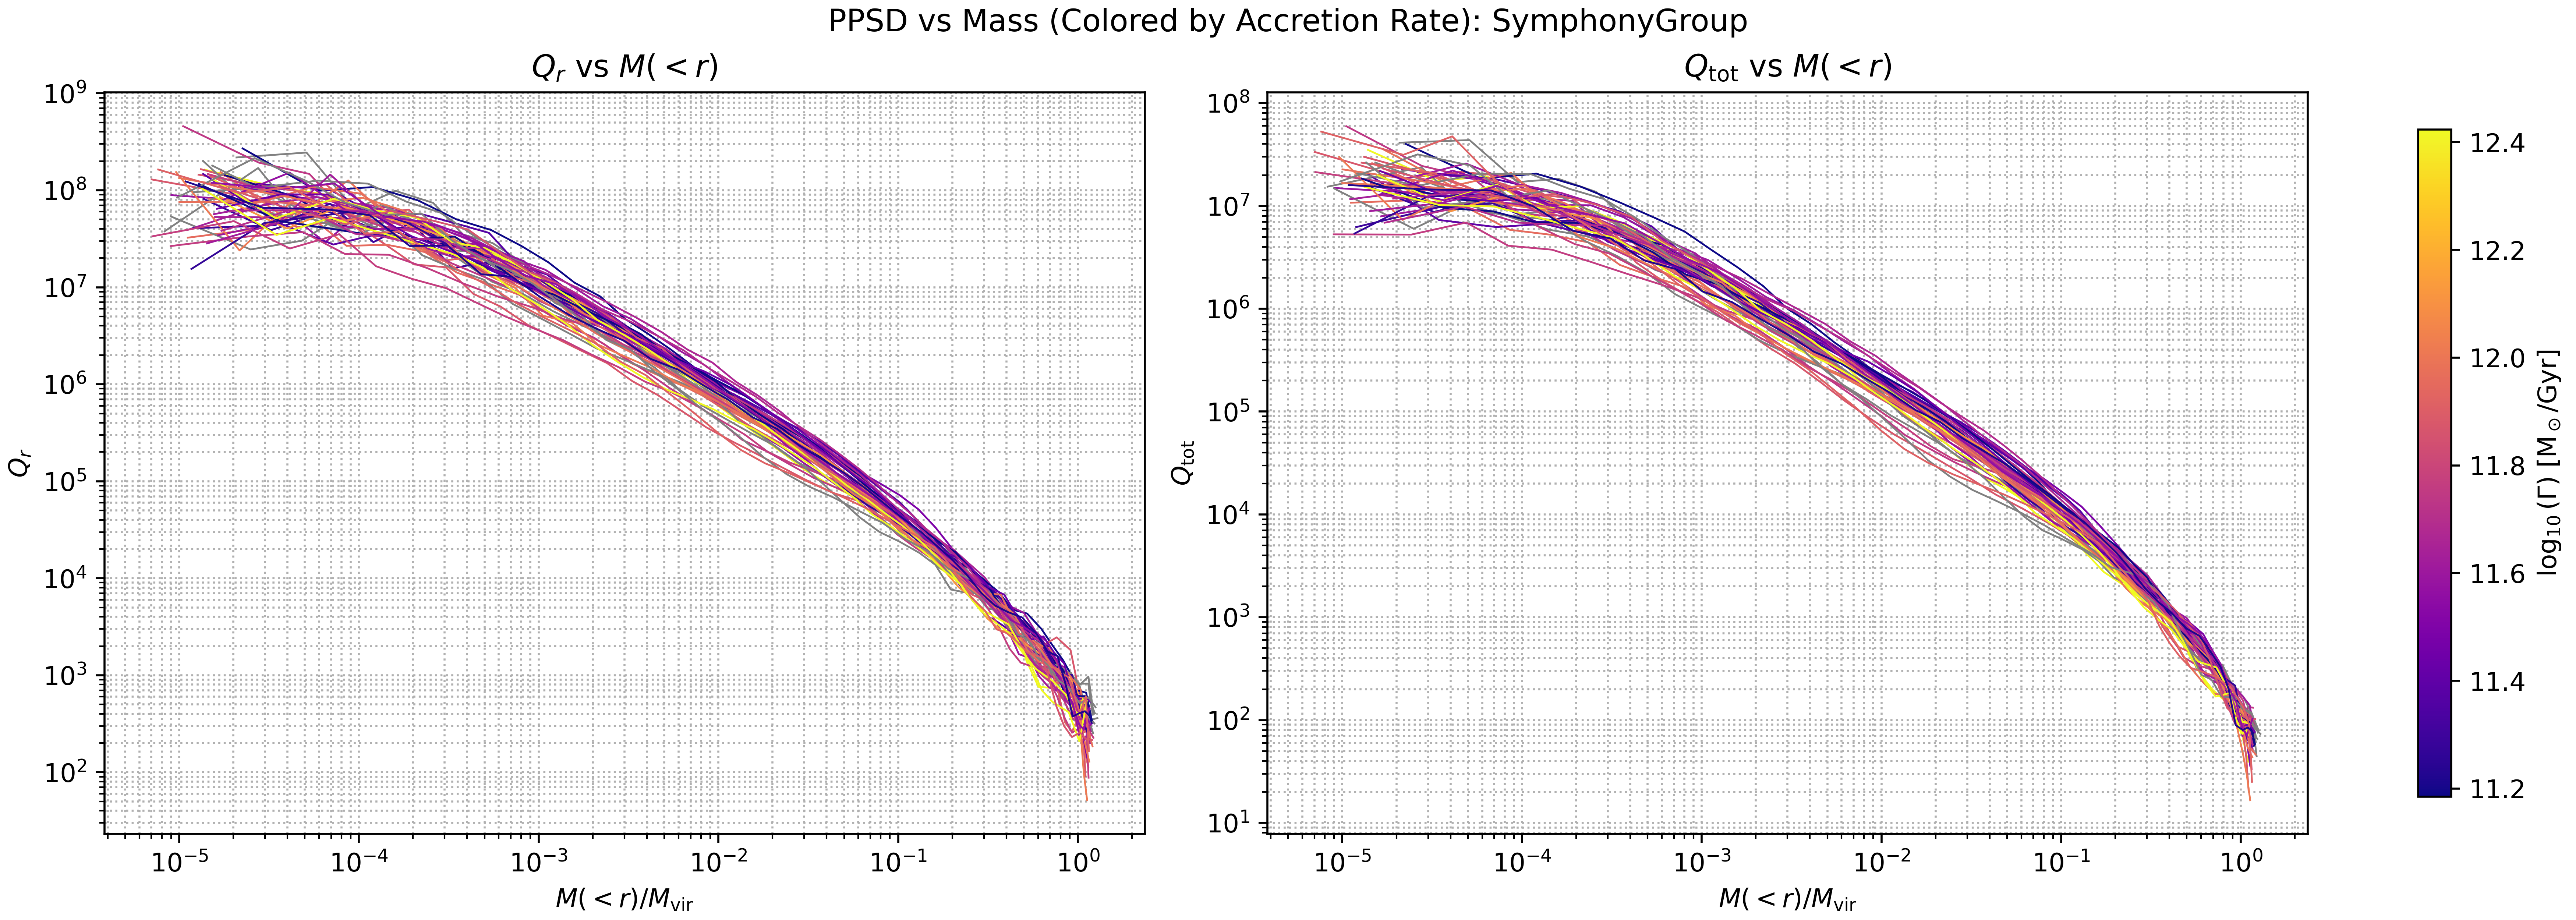 PPSD vs Mass (Colored by Accretion Rate): SymphonyGroup
Q_r vs M(< r)
10^9
10^8
10^7
10^6
10^5
10^4
10^3
10^2
Q_r
10^-5 10^-4 10^-3 10^-2 10^-1 10^0
M(< r)/M_vir
Q_tot vs M(< r)
10^8
10^7
10^6
10^5
10^4
10^3
10^2
10^1
Q_tot
10^-5 10^-4 10^-3 10^-2 10^-1 10^0
M(< r)/M_vir
12.4
12.2
12.0
11.8
11.6
11.4
11.2
log_10(Γ) [M_⊙/Gyr]